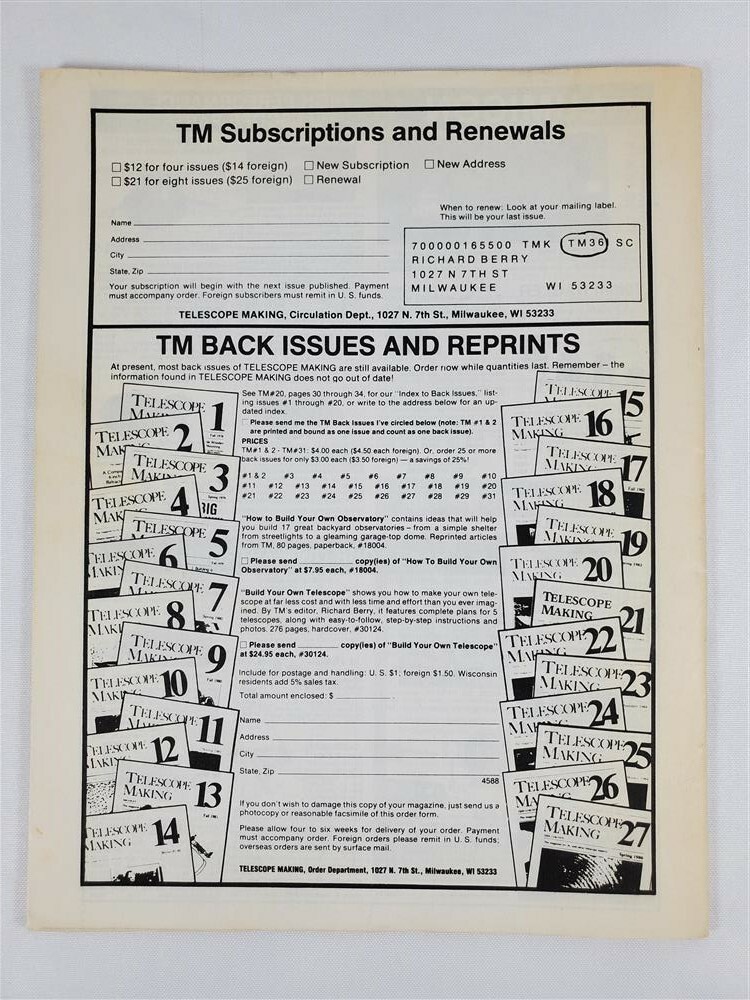 TM Subscriptions and Renewals
$12 for four issues ($14 foreign) New Subscription New Address
$21 for eight issues ($25 foreign) Renewal
When to renew: Look at your mailing label.
This will be your last issue.
Name
Address
City
State, Zip
700000165500 TMK TM36 SC
RICHARD BERRY
1027 N 7TH ST
MILWAUKEE WI 53233
Your subscription will begin with the next issue published. Payment
must accompany order. Foreign subscribers must remit in U. S. funds.
TELESCOPE MAKING, Circulation Dept., 1027 N. 7th St., Milwaukee, WI 53233
TM BACK ISSUES AND REPRINTS
At present, most back issues of TELESCOPE MAKING are still available. Order now while quantities last. Remember – the
information found in TELESCOPE MAKING does not go out of date!
See TM#20, pages 30 through 34, for our "Index to Back Issues," list-
ing issues #1 through #20, or write to the address below for an up-
dated index.
Please send me the TM Back Issues I've circled below (note: TM #1 & 2
are printed and bound as one issue and count as one back issue).
PRICES
TM#1 & 2 - TM#31: $4.00 each ($4.50 each foreign). Or, order 25 or more
back issues for only $3.00 each ($3.50 foreign) — a savings of 25%!
#1 & 2 #3 #4 #5 #6 #7 #8 #9 #10
#11 #12 #13 #14 #15 #16 #17 #18 #19 #20
#21 #22 #23 #24 #25 #26 #27 #28 #29 #31
"How to Build Your Own Observatory" contains ideas that will help
you build 17 great backyard observatories – from a simple shelter
from streetlights to a gleaming garage-top dome. Reprinted articles
from TM, 80 pages, paperback, #18004.
Please send copy(ies) of "How To Build Your Own
Observatory" at $7.95 each, #18004.
"Build Your Own Telescope" shows you how to make your own tele-
scope at far less cost and with less time and effort than you ever imag-
ined. By TM's editor, Richard Berry, it features complete plans for 5
telescopes, along with easy-to-follow, step-by-step instructions and
photos. 276 pages, hardcover, #30124.
Please send copy(ies) of "Build Your Own Telescope"
at $24.95 each, #30124.
Include for postage and handling: U. S. $1; foreign $1.50. Wisconsin
residents add 5% sales tax.
Total amount enclosed: $
Name
Address
City
State, Zip
4588
If you don't wish to damage this copy of your magazine, just send us a
photocopy or reasonable facsimile of this order form.
Please allow four to six weeks for delivery of your order. Payment
must accompany order. Foreign orders please remit in U. S. funds;
overseas orders are sent by surface mail.
TELESCOPE MAKING, Order Department, 1027 N. 7th St., Milwaukee, WI 53233
TELESCOPE 1
TELESCOPE 2
TELESCOPE 3
TELESCOPE 4
BIG
TELESCOPE 5
TELESCOPE 6
TELESCOPE 7
TELESCOPE 8
TELESCOPE 9
TELESCOPE 10
TELESCOPE 11
TELESCOPE 12
TELESCOPE
MAKING 13
TELESCOPE
MAKING 14
TELESCOPE 15
TELESCOPE 16
MAKING
TELESCOPE 17
TELESCOPE 18
MAKING
TELESCOPE 19
TELESCOPE 20
MAKING
TELESCOPE
MAKING 21
TELESCOPE 22
MAKING
TELESCOPE 23
MAKING
TELESCOPE 24
TELESCOPE 25
MAKING
TELESCOPE 26
TELESCOPE
MAKING 27
Spring 1986